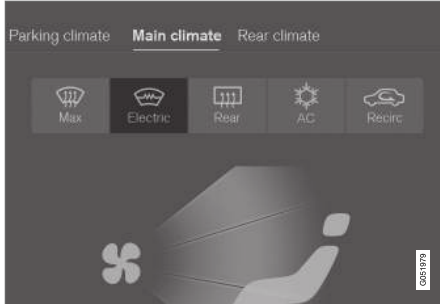 Parking climate Main climate Rear climate
Max Electric Rear AC Recirc
G051979